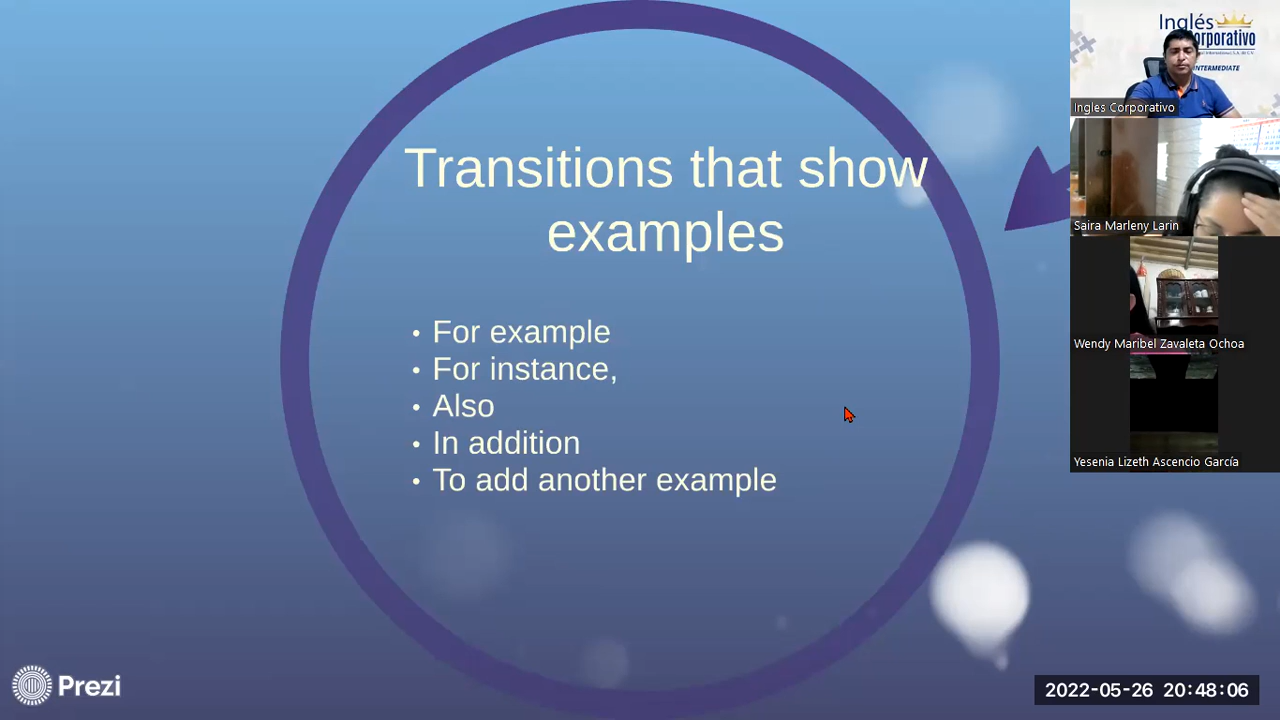 Transitions that show
examples
• For example
• For instance,
• Also
• In addition
• To add another example
Prezi
Inglés
Corporativo
INTERMEDIATE
Ingles Corporativo
Saira Marleny Larin
Wendy Maribel Zavaleta Ochoa
Yesenia Lizeth Ascencio García
2022-05-26 20:48:06